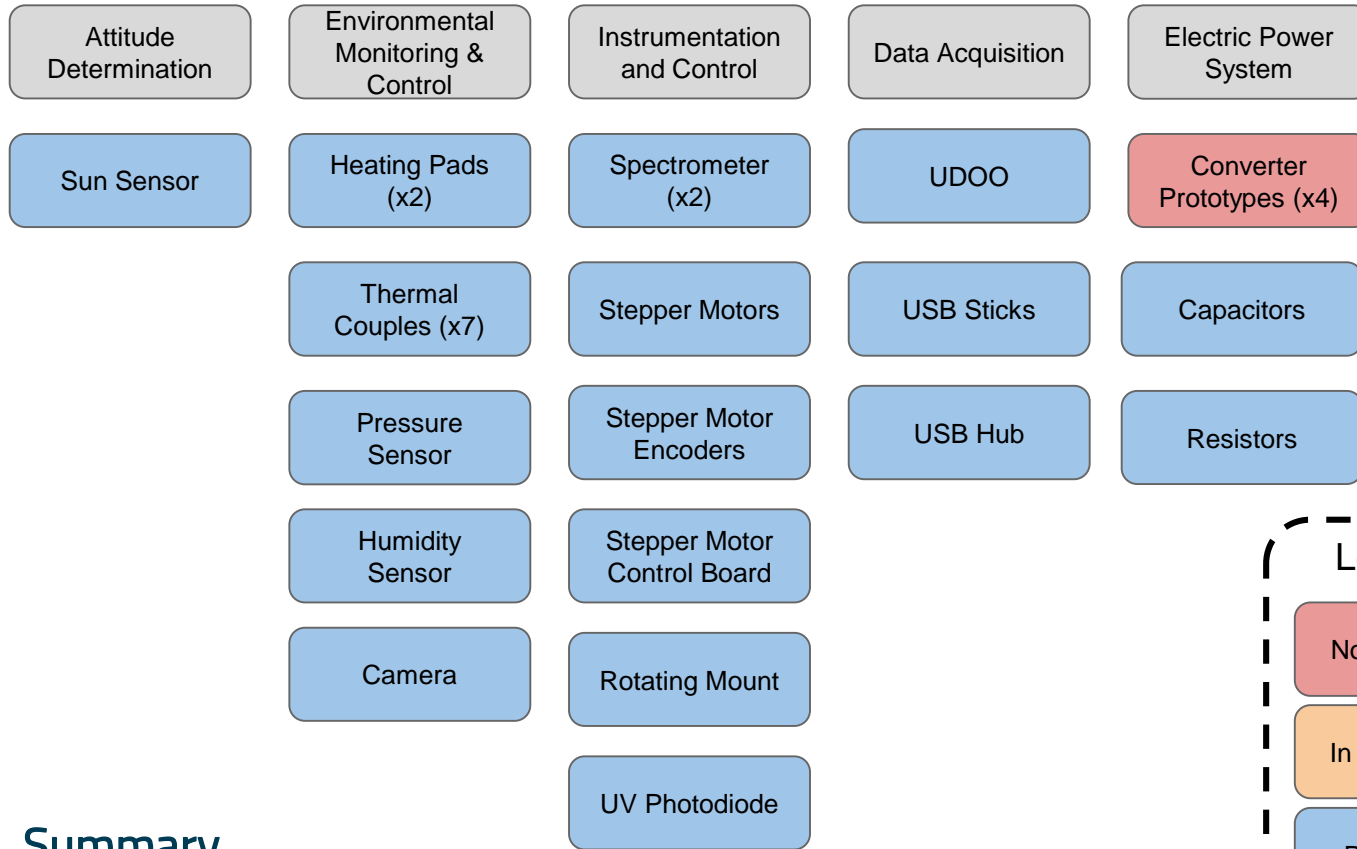 Attitude
Determination
Environmental
Monitoring &
Control
Instrumentation
and Control
Data Acquisition
Electric Power
System
Sun Sensor
Heating Pads
(x2)
Spectrometer
(x2)
UDOO
Converter
Prototypes (x4)
Thermal
Couples (x7)
Stepper Motors
USB Sticks
Capacitors
Pressure
Sensor
Stepper Motor
Encoders
USB Hub
Resistors
Humidity
Sensor
Stepper Motor
Control Board
Camera
Rotating Mount
In
UV Photodiode
Summary